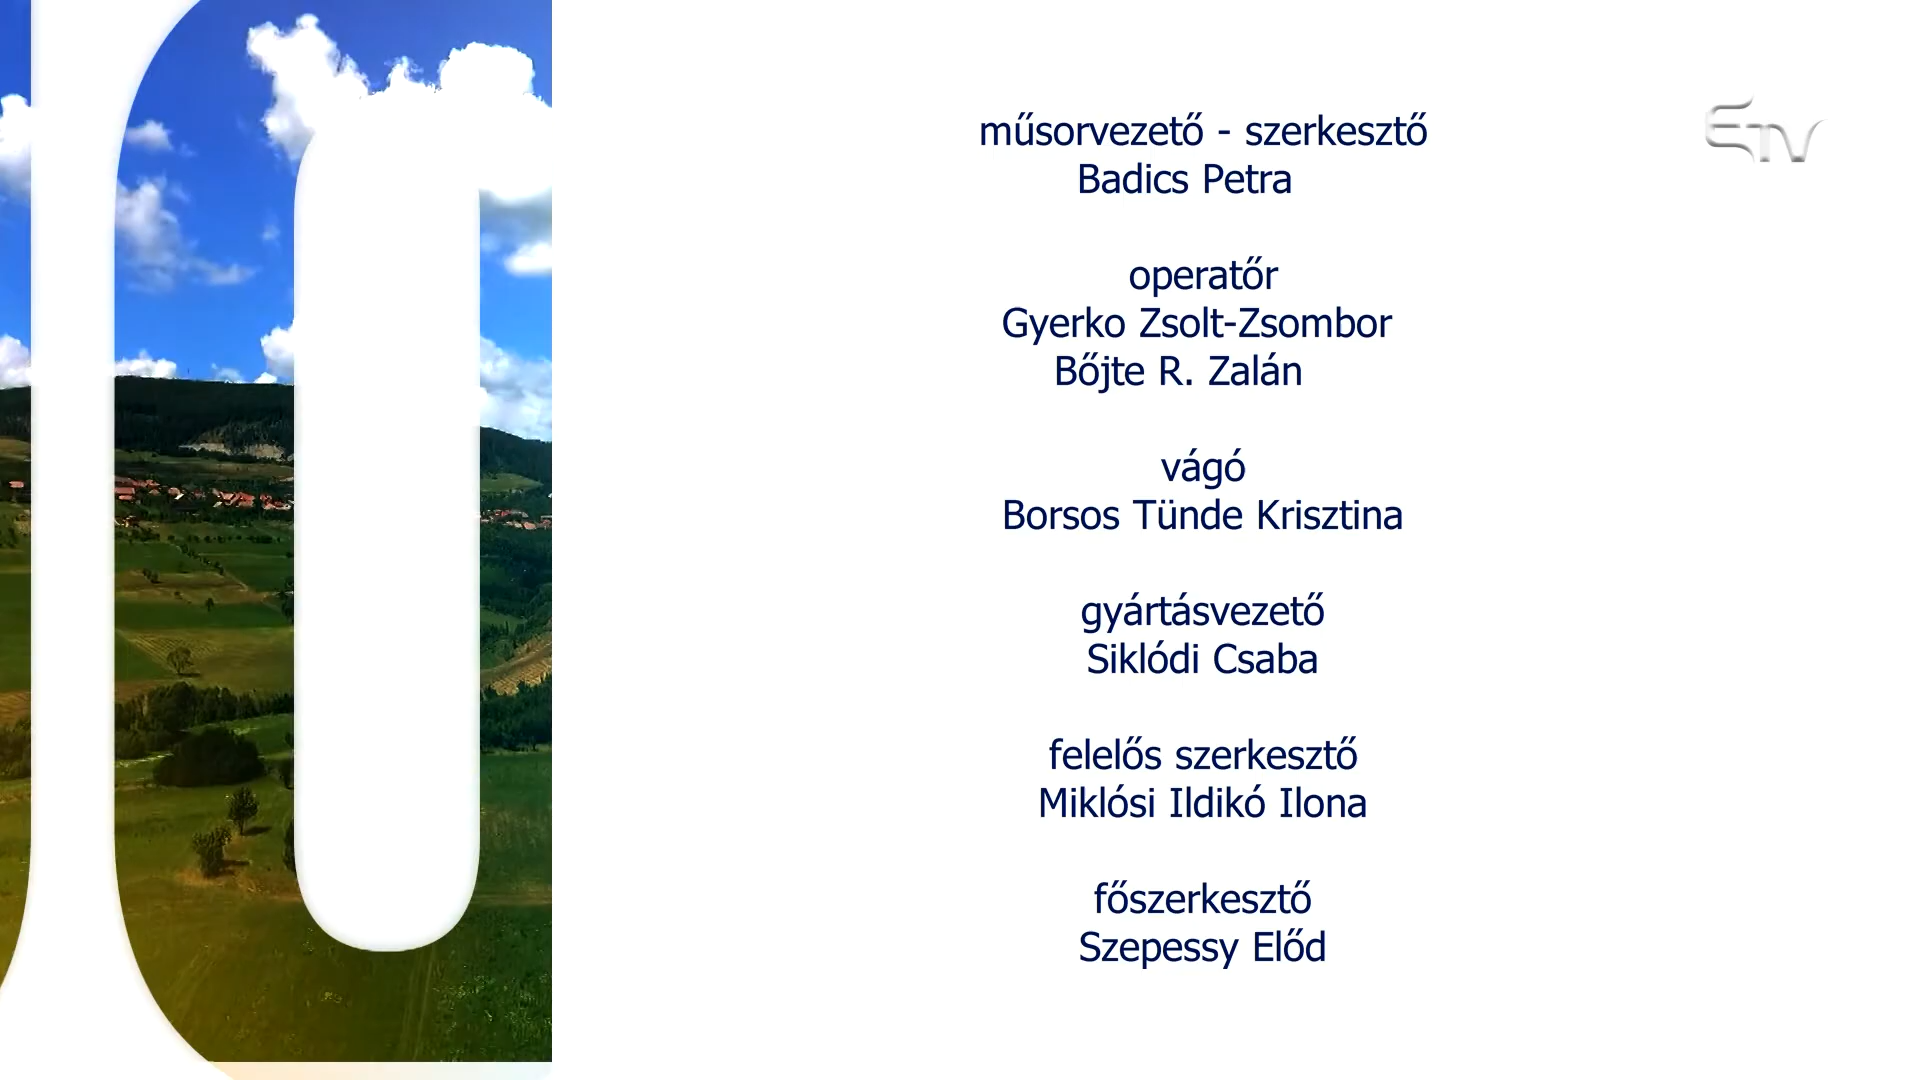 műsorvezető - szerkesztő
Badics Petra
operatőr
Gyerko Zsolt-Zsombor
Bőjte R. Zalán
vágó
Borsos Tünde Krisztina
gyártásvezető
Siklódi Csaba
felelős szerkesztő
Miklósi Ildikó Ilona
főszerkesztő
Szepessy Előd
ETV